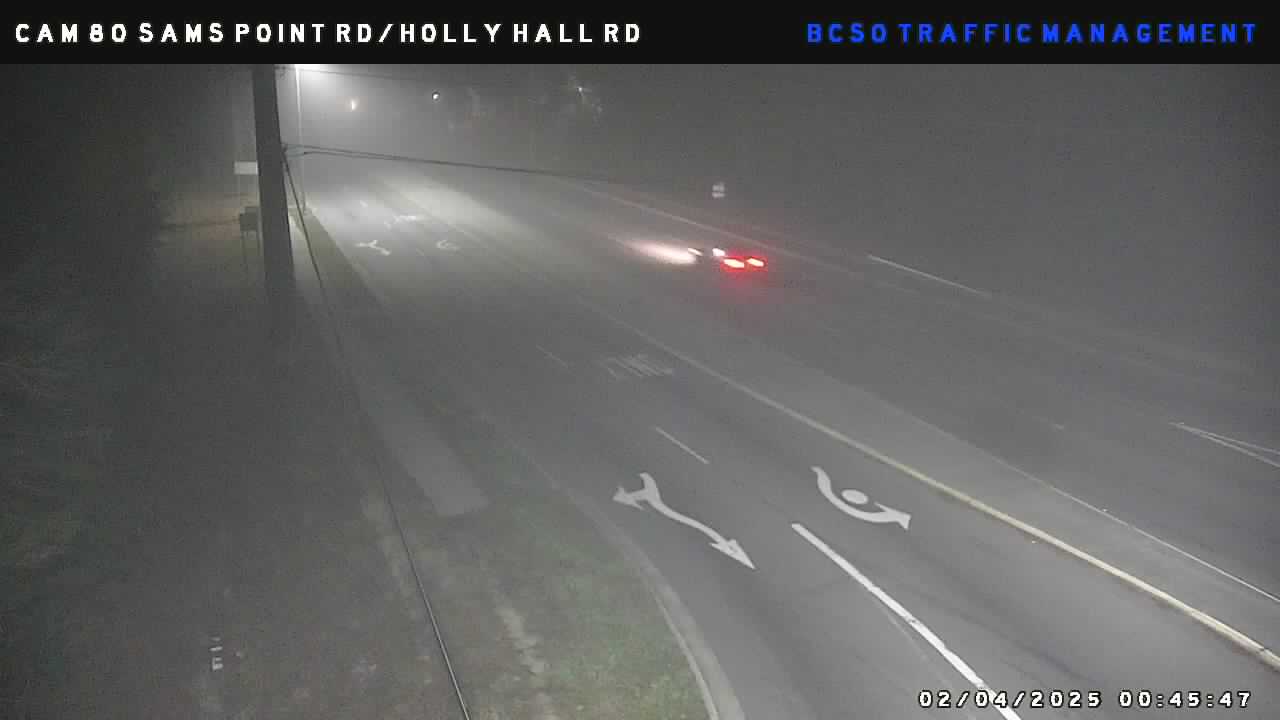 CAM 80 SAMS POINT RD/HOLLY HALL RD
BCSO TRAFFIC MANAGEMENT
02/04/2025 00:45:47